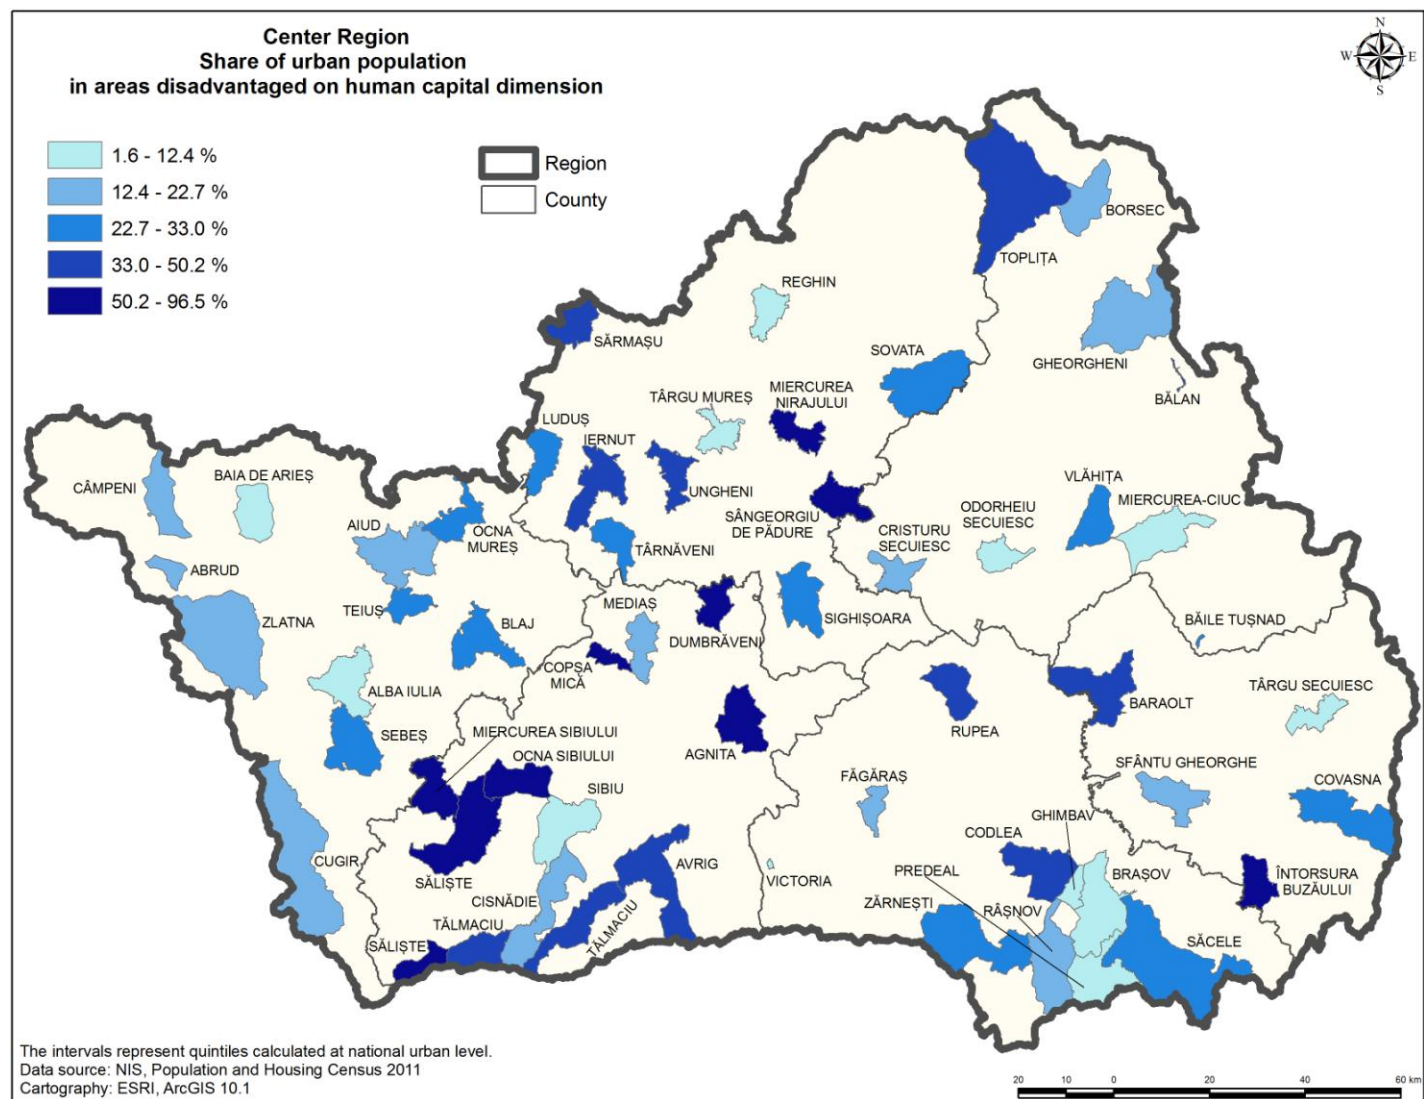 Center Region
Share of urban population
in areas disadvantaged on human capital dimension
N
W
E
S
1.6 - 12.4 %
12.4 - 22.7 %
22.7 - 33.0 %
33.0 - 50.2 %
50.2 - 96.5 %
Region
County
BORSEC
TOPLIȚA
REGHIN
SĂRMAȘU
SOVATA
GHEORGHENI
BĂLAN
TÂRGU MUREȘ
MIERCUREA
NIRAJULUI
LUDUȘ
IERNUT
UNGHENI
CÂMPENI
BAIA DE ARIEȘ
AIUD
OCNA
MUREȘ
SÂNGEORGIU
DE PĂDURE
ODORHEIU
SECUIESC
VLĂHIȚA
MIERCUREA-CIUC
TÂRNĂVENI
CRISTURU
SECUIESC
ABRUD
ZLATNA
TEIUȘ
BLAJ
MEDIAȘ
DUMBRĂVENI
SIGHIȘOARA
BĂILE TUȘNAD
COPȘA
MICĂ
ALBA IULIA
SEBEȘ
MIERCUREA SIBIULUI
OCNA SIBIULUI
AGNITA
RUPEA
BARAOLT
TÂRGU SECUIESC
SIBIU
FĂGĂRAȘ
SFÂNTU GHEORGHE
COVASNA
GHIMBAV
CODLEA
CUGIR
SĂLIȘTE
AVRIG
VICTORIA
PREDEAL
BRAȘOV
ÎNTORSURA
BUZĂULUI
CISNĂDIE
ZĂRNEȘTI
RÂȘNOV
TĂLMACIU
SĂLIȘTE
TĂLMACIU
SĂCELE
The intervals represent quintiles calculated at national urban level.
Data source: NIS, Population and Housing Census 2011
Cartography: ESRI, ArcGIS 10.1
20 10 0 20 40 60 km